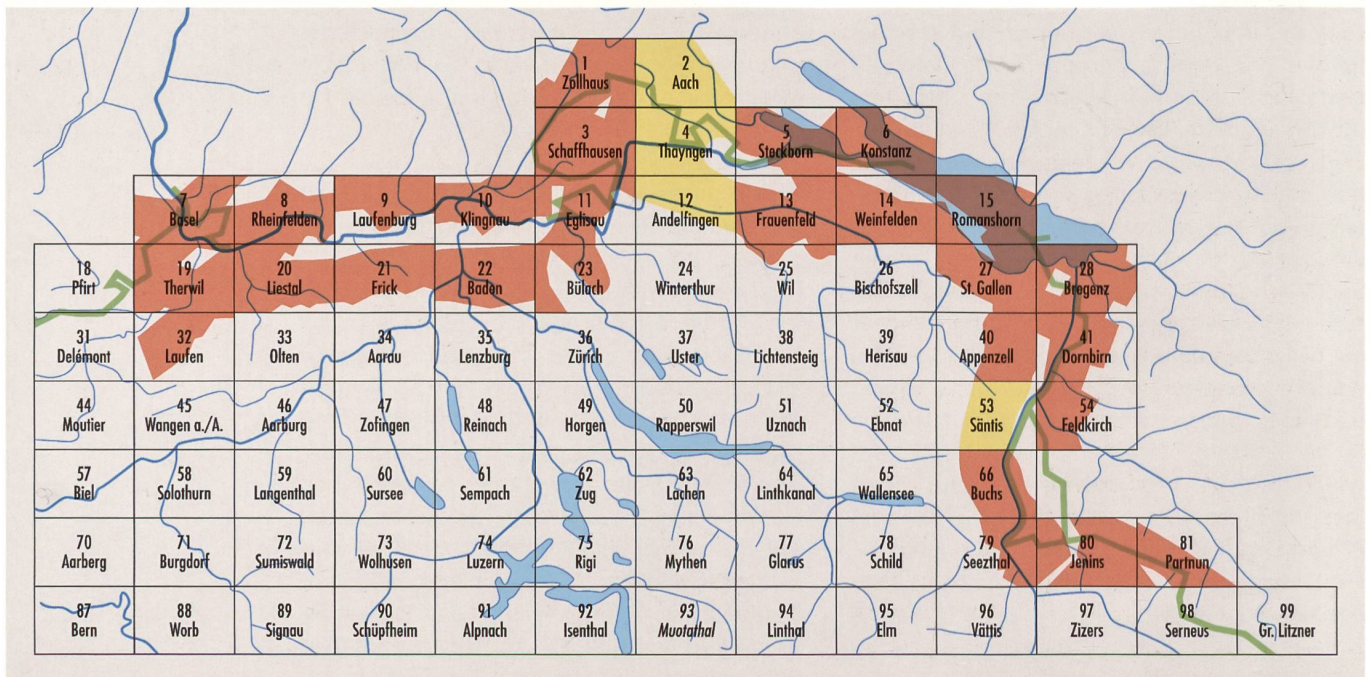 1
Zollhaus
2
Aach
3
Schaffhausen
4
Thayngen
5
Steckborn
6
Konstanz
7
Basel
8
Rheinfelden
9
Laufenburg
10
Klingnau
11
Eglisau
12
Andelfingen
13
Frauenfeld
14
Weinfelden
15
Romanshorn
18
Pfirt
19
Therwil
20
Liestal
21
Frick
22
Baden
23
Bülach
24
Winterthur
25
Wil
26
Bischofszell
27
St. Gallen
28
Bregenz
31
Delémont
32
Laufen
33
Olten
34
Aarau
35
Lenzburg
36
Zürich
37
Uster
38
Lichtensteig
39
Herisau
40
Appenzell
41
Dornbirn
44
Moutier
45
Wangen a./A.
46
Aarburg
47
Zofingen
48
Reinach
49
Horgen
50
Rapperswil
51
Uznach
52
Ebnat
53
Säntis
54
Feldkirch
57
Biel
58
Solothurn
59
Langenthal
60
Sursee
61
Sempach
62
Zug
63
Lachen
64
Linthkanal
65
Wallensee
66
Buchs
70
Aarberg
71
Burgdorf
72
Sumiswald
73
Wolhusen
74
Luzern
75
Rigi
76
Mythen
77
Glarus
78
Schild
79
Seezthal
80
Jenins
81
Partnun
87
Bern
88
Worb
89
Signau
90
Schüpfheim
91
Alpnach
92
Isenthal
93
Muotathal
94
Linthal
95
Elm
96
Vättis
97
Zizers
98
Serneus
99
Gr. Litzner